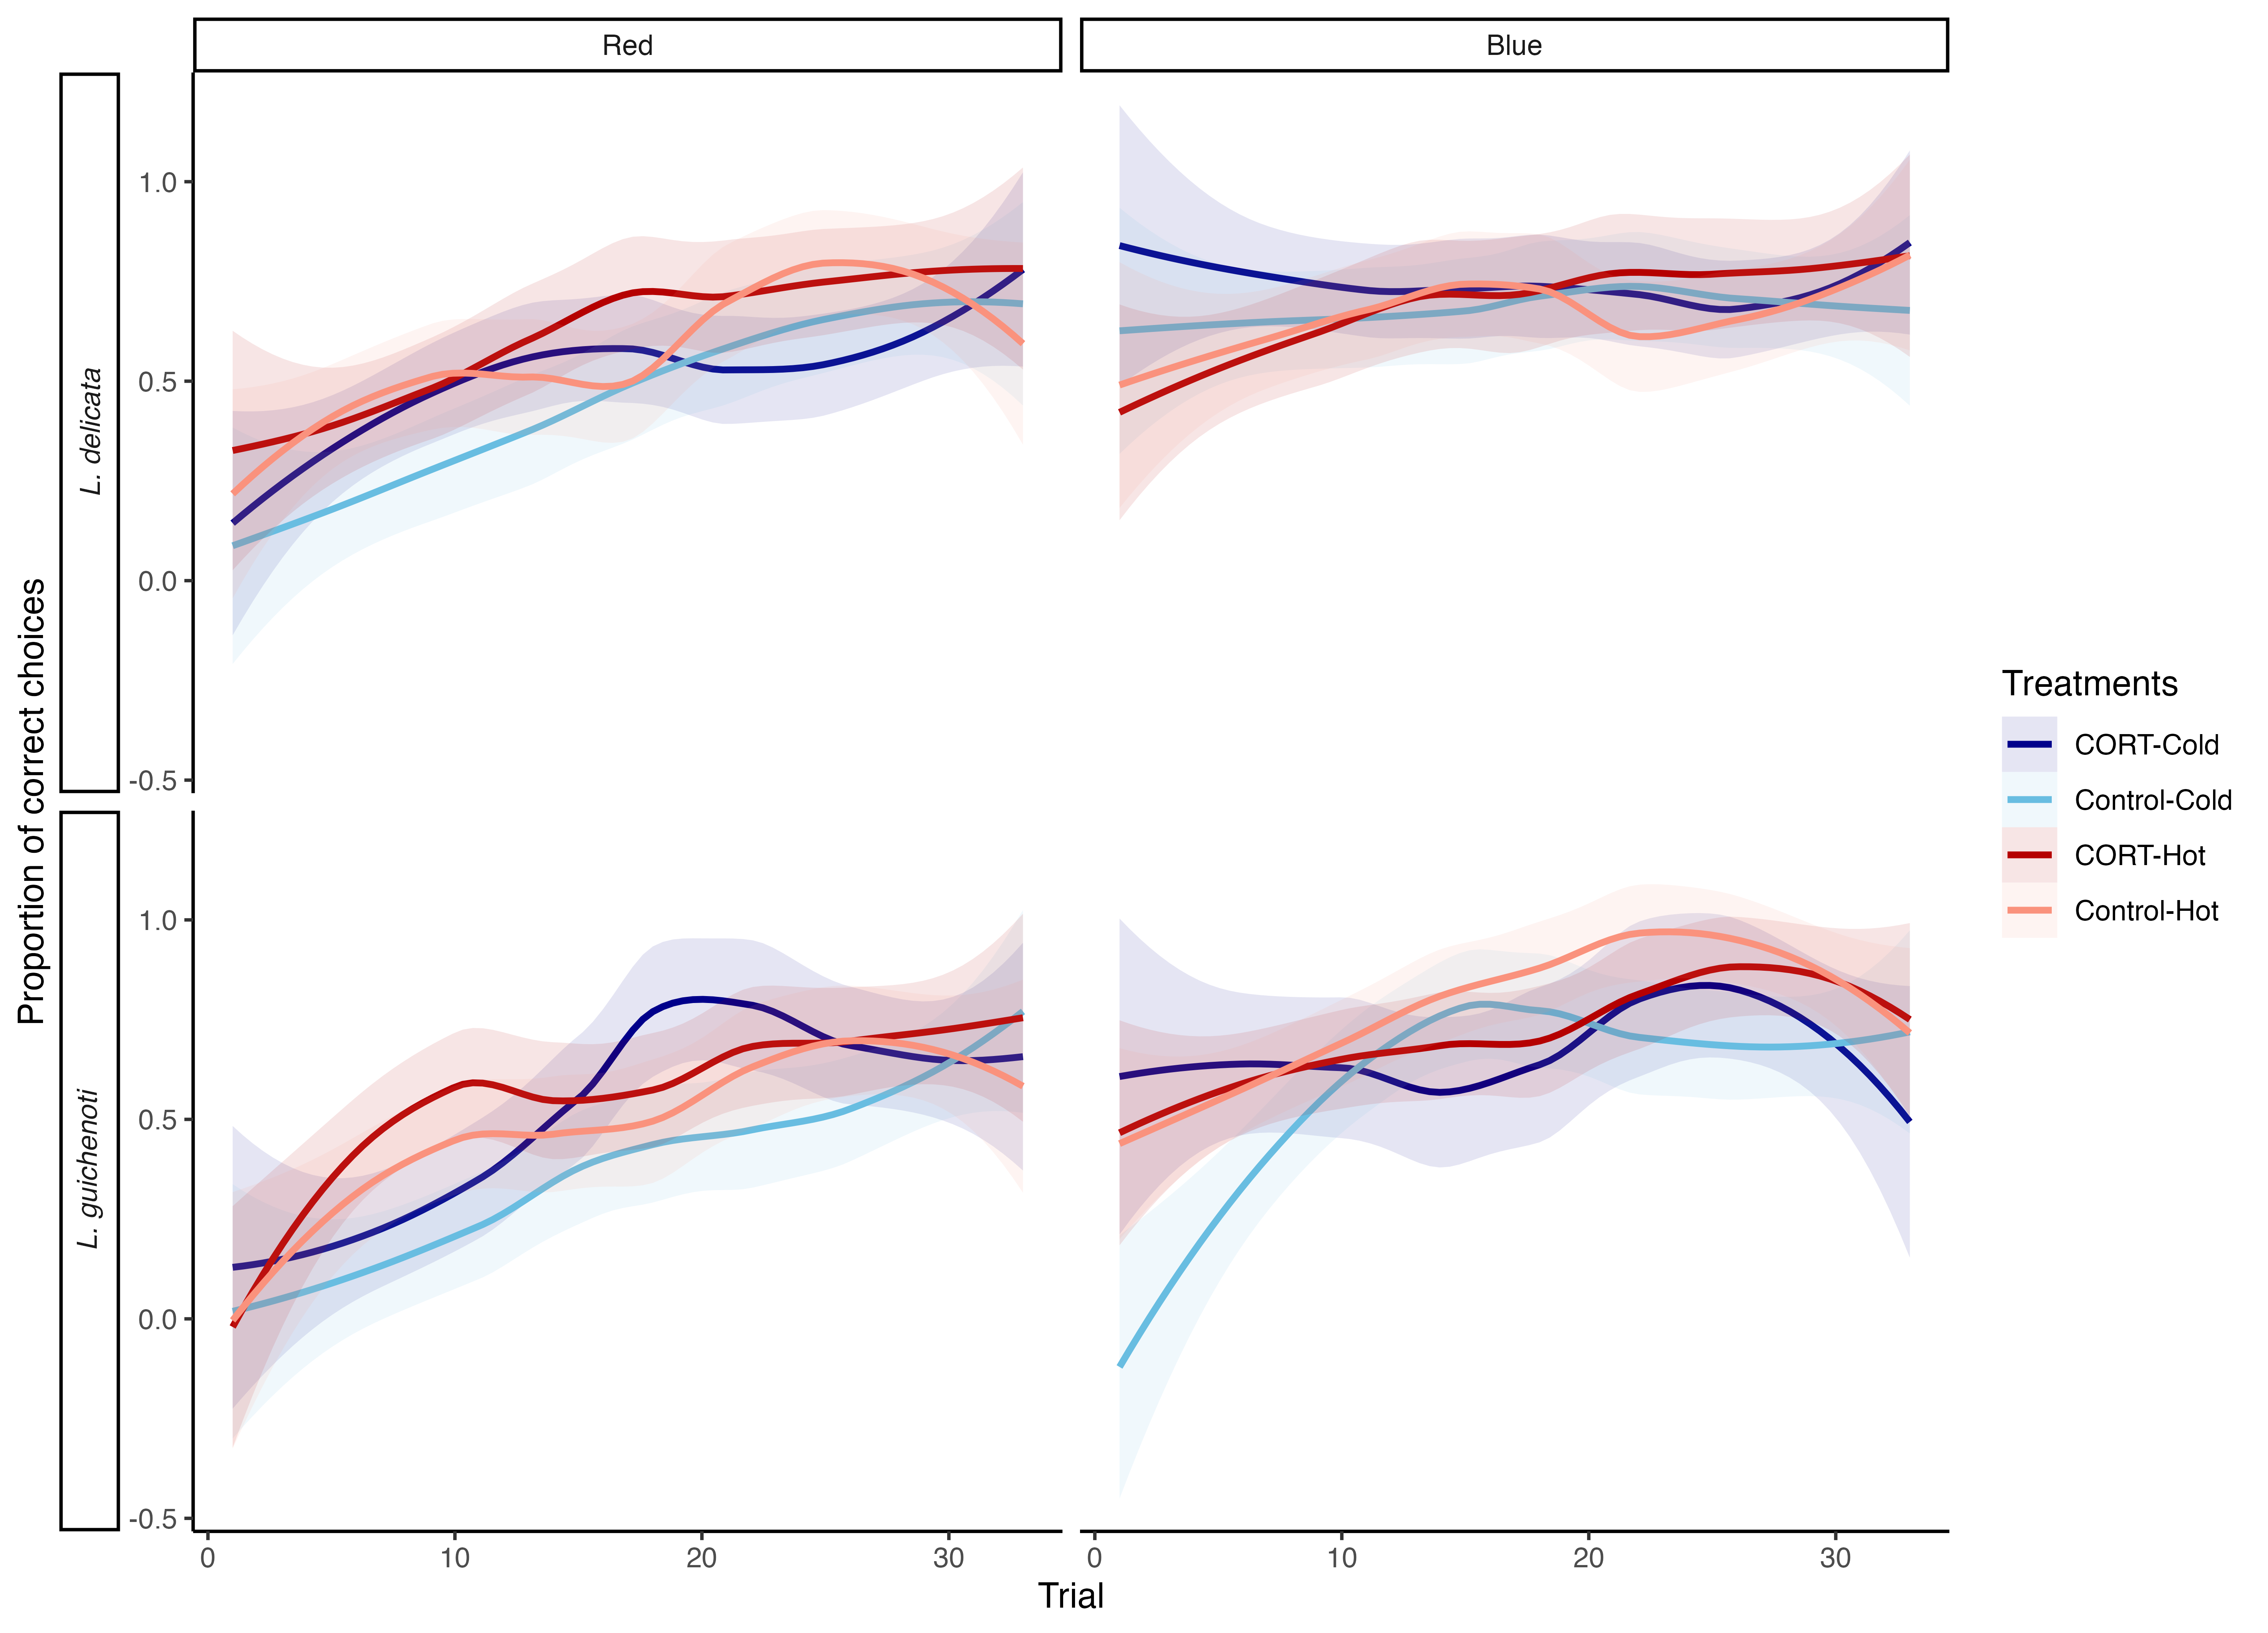 Red
Blue
L. delicata
1.0
0.5
0.0
-0.5
Proportion of correct choices
L. guichenoti
1.0
0.5
0.0
-0.5
0 10 20 30
0 10 20 30
Trial
Treatments
CORT-Cold
Control-Cold
CORT-Hot
Control-Hot